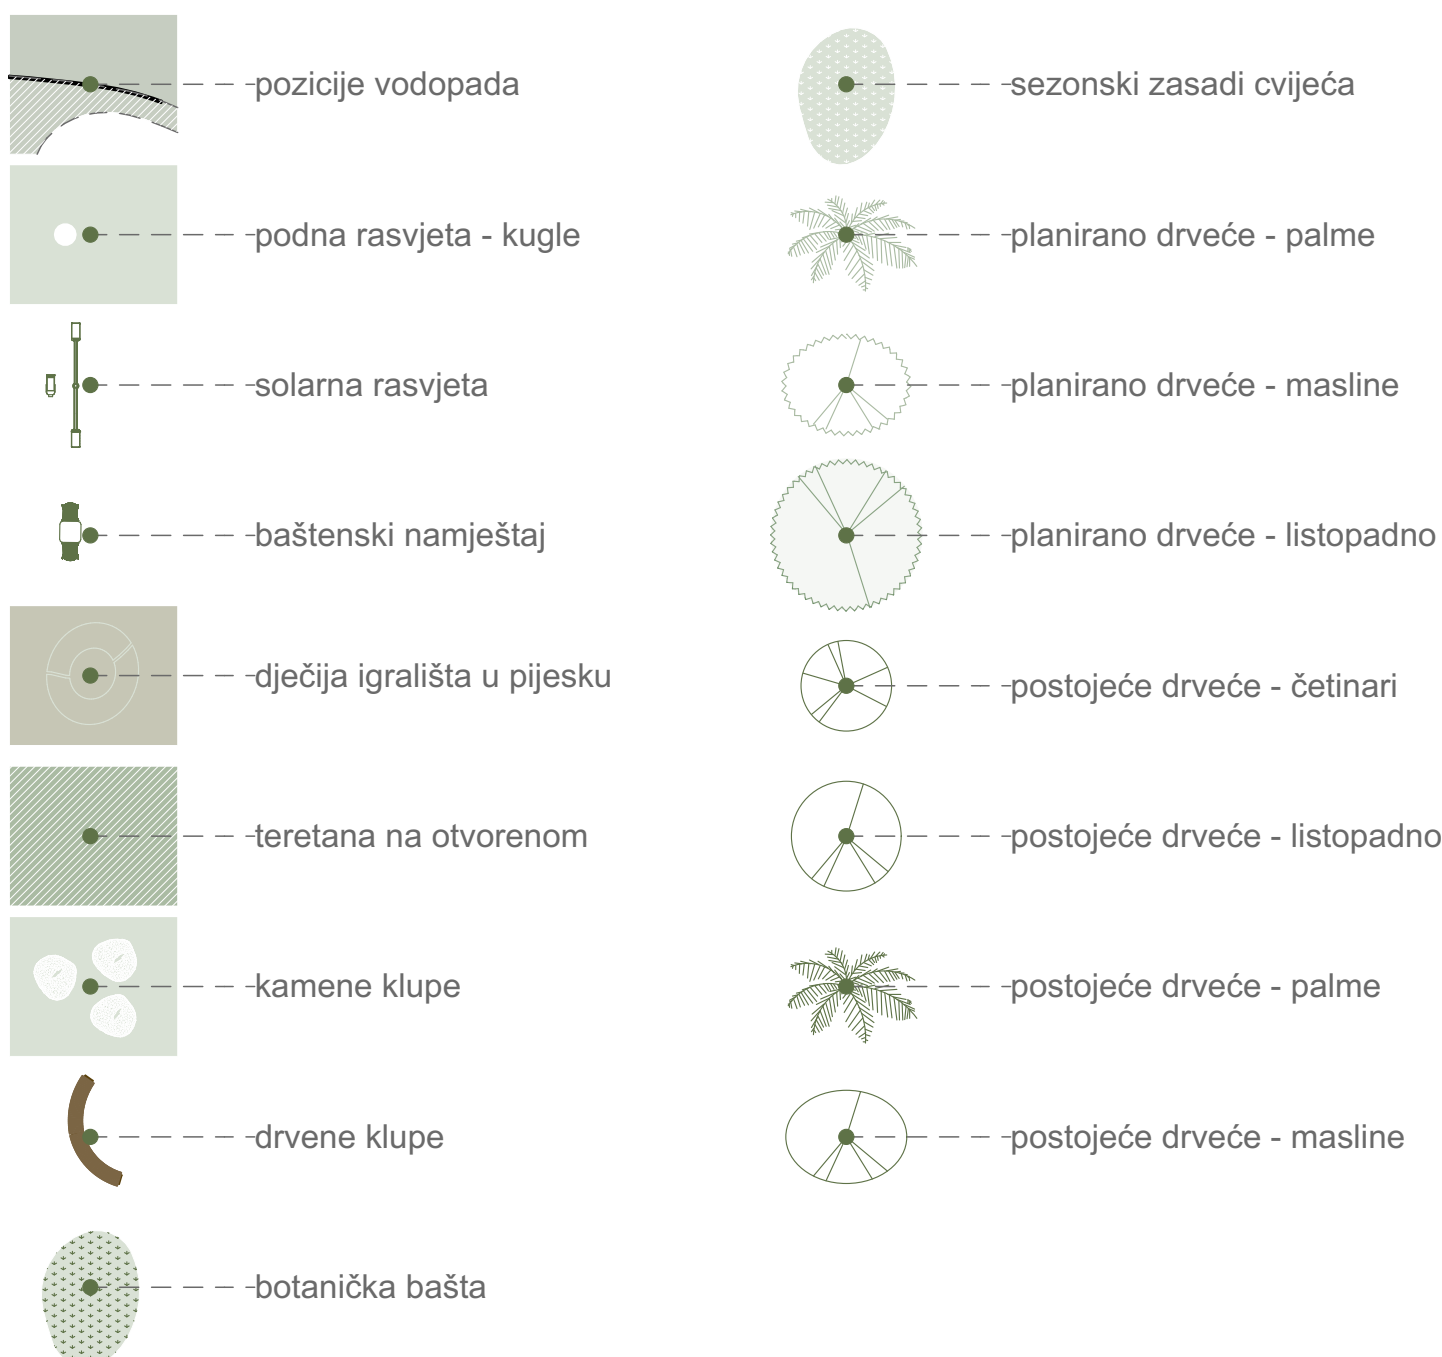 pozicije vodopada
podna rasvjeta - kugle
solarna rasvjeta
baštenski namještaj
dječija igrališta u pijesku
teretana na otvorenom
kamene klupe
drvene klupe
botanička bašta
sezonski zasadi cvijeća
planirano drveće - palme
planirano drveće - masline
planirano drveće - listopadno
postojeće drveće - četinari
postojeće drveće - listopadno
postojeće drveće - palme
postojeće drveće - masline